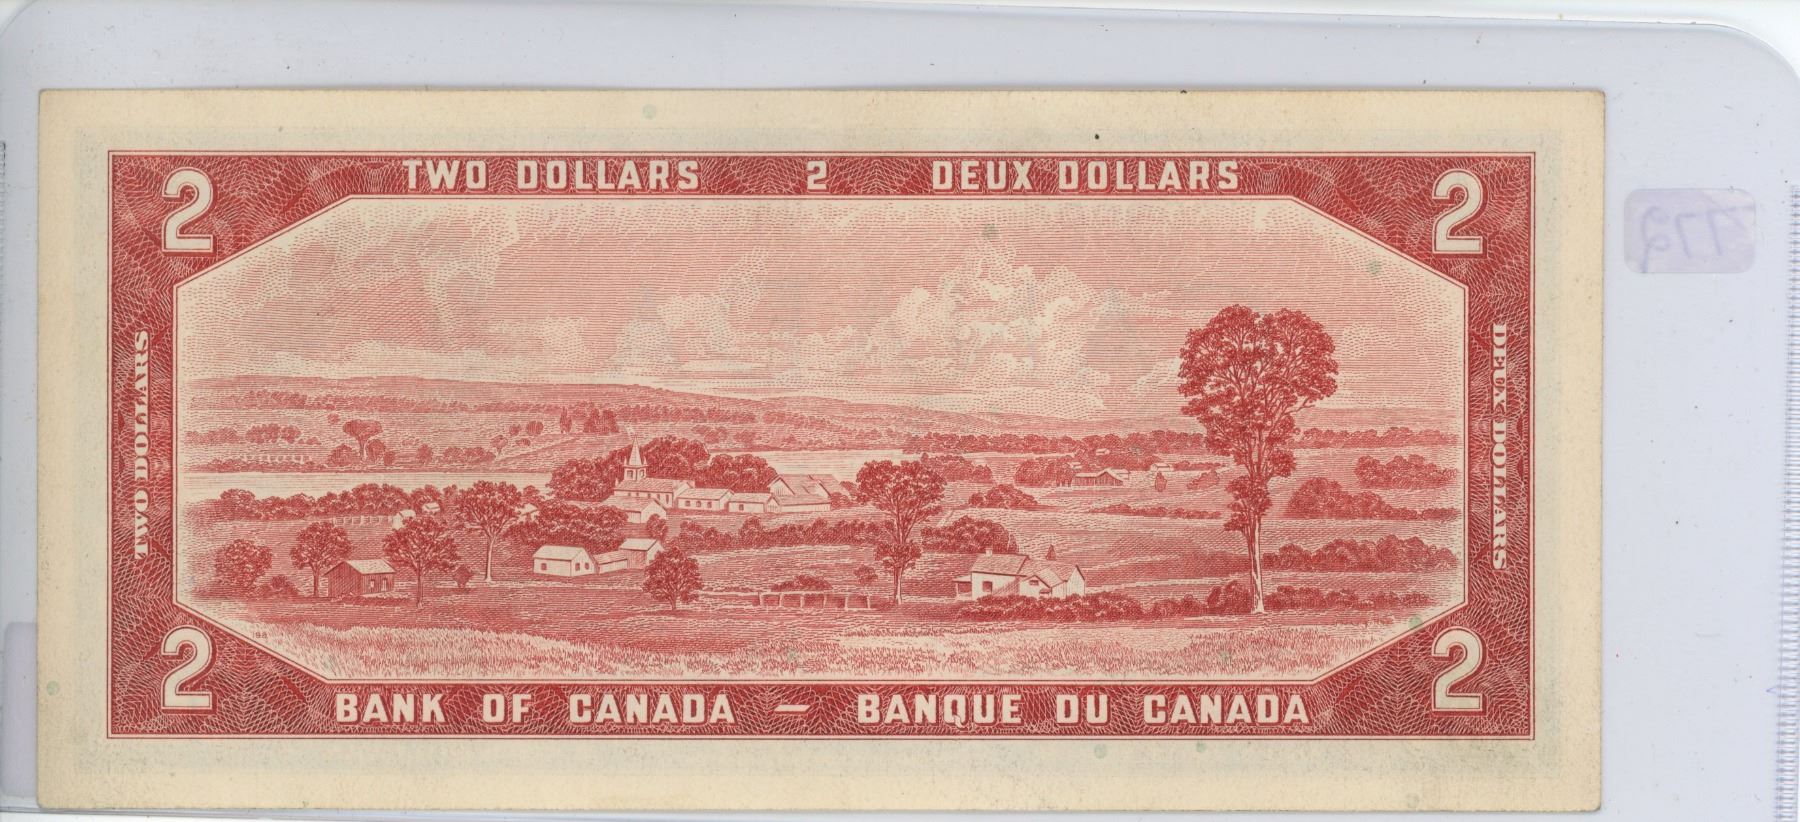 TWO DOLLARS 2 DEUX DOLLARS
2
2
TWO DOLLARS
DEUX DOLLARS
198
2
2
BANK OF CANADA — BANQUE DU CANADA